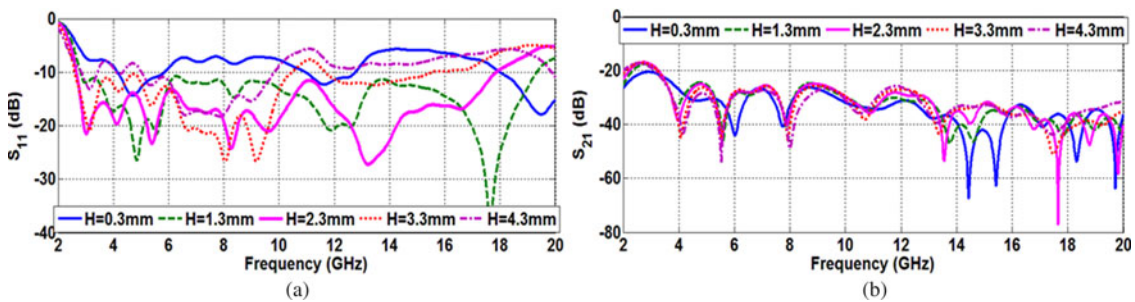 (a)
S11 (dB)
0
-10
-20
-30
-40
H=0.3mm H=1.3mm H=2.3mm H=3.3mm H=4.3mm
2 4 6 8 10 12 14 16 18 20
Frequency (GHz)
(a)
(b)
S21 (dB)
0
-20
-40
-60
-80
H=0.3mm H=1.3mm H=2.3mm H=3.3mm H=4.3mm
2 4 6 8 10 12 14 16 18 20
Frequency (GHz)
(b)